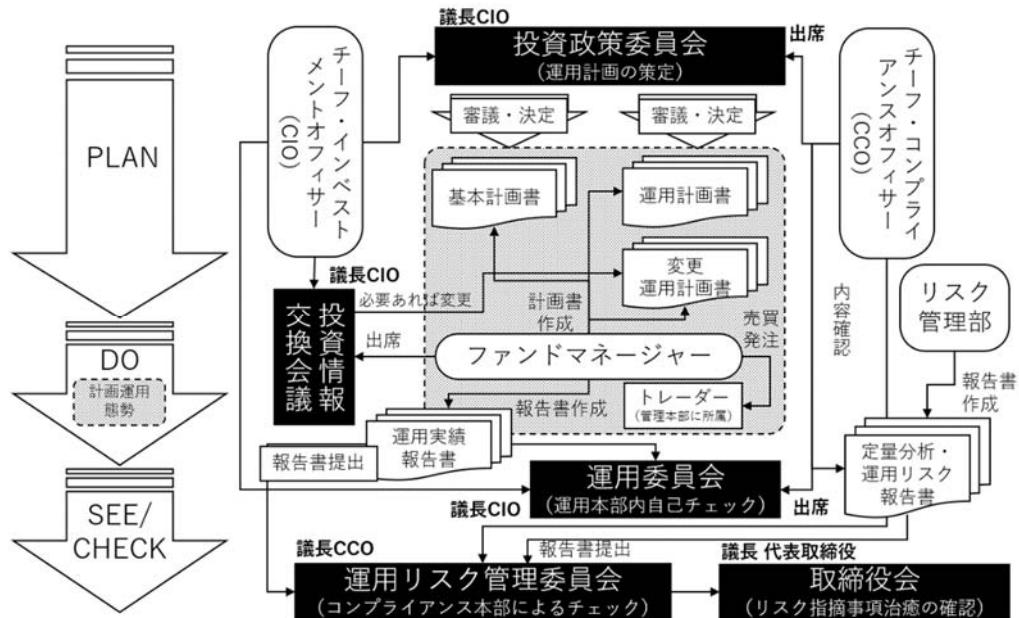 PLAN
DO
計画運用
態勢
SEE/
CHECK
チーフ・インベスト
メントオフィサー
(CIO)
議長CIO
投資政策委員会
(運用計画の策定)
出席
チーフ・コンプライ
アンスオフィサー
(CCO)
審議・決定
審議・決定
基本計画書
運用計画書
変更
運用計画書
議長CIO
投資情報
交換会議
必要あれば変更
出席
計画書
作成
売買
発注
ファンドマネージャー
トレーダー
(管理本部に所属)
内容確認
リスク
管理部
報告書
作成
報告書作成
運用実績
報告書
報告書提出
定量分析・
運用リスク
報告書
運用委員会
(運用本部内自己チェック)
議長CIO
出席
議長CCO
報告書提出
運用リスク管理委員会
(コンプライアンス本部によるチェック)
議長 代表取締役
取締役会
(リスク指摘事項治癒の確認)